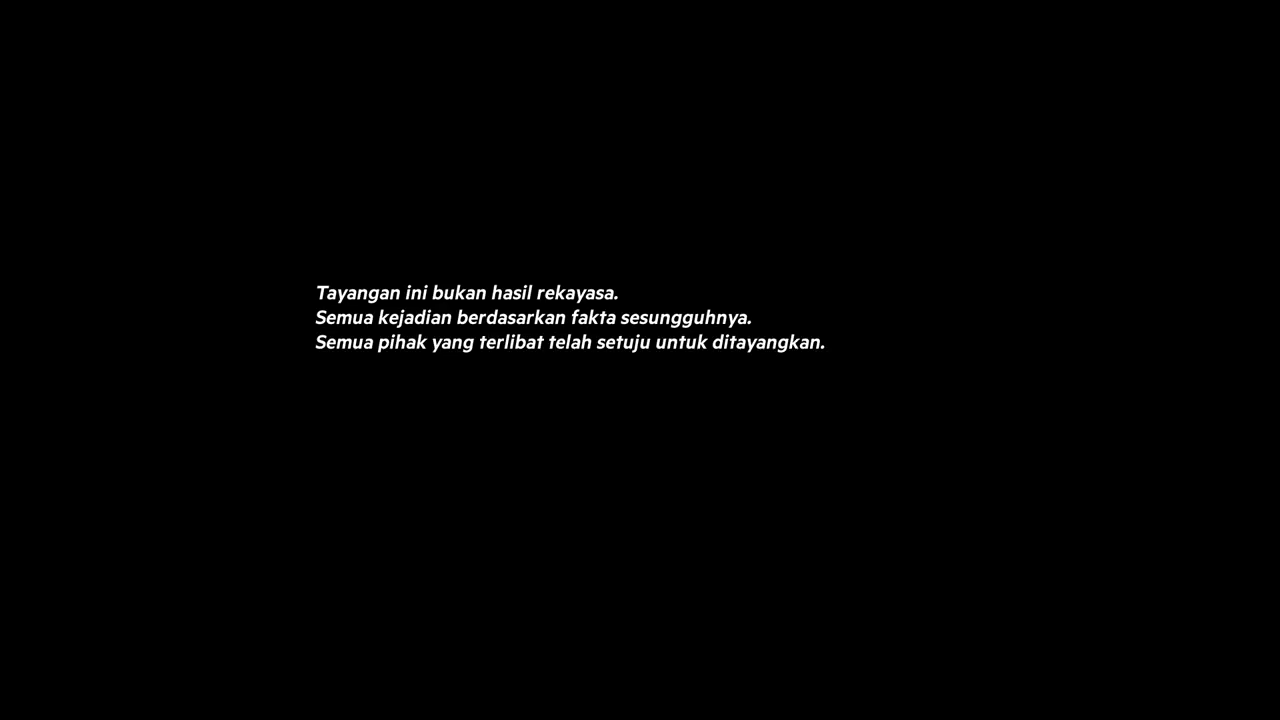 Tayangan ini bukan hasil rekayasa.
Semua kejadian berdasarkan fakta sesungguhnya.
Semua pihak yang terlibat telah setuju untuk ditayangkan.